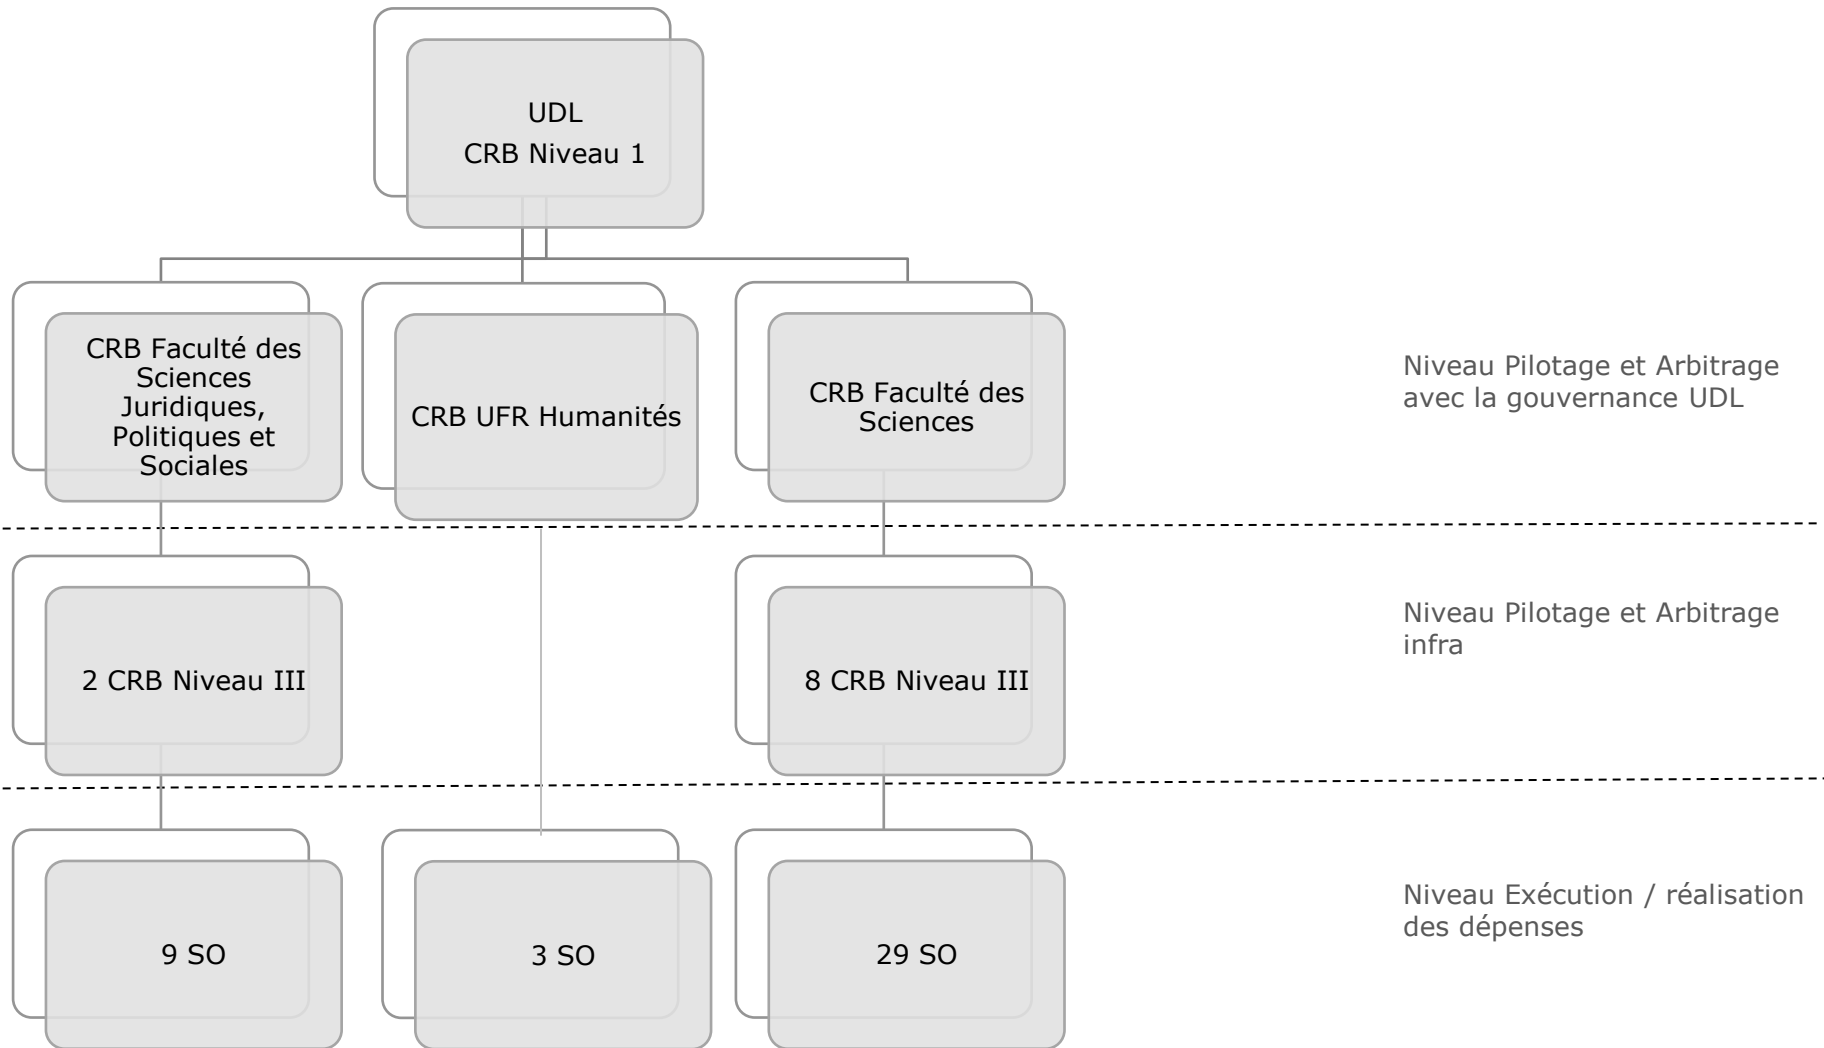 UDL
CRB Niveau 1
CRB Faculté des
Sciences
Juridiques,
Politiques et
Sociales
CRB UFR Humanités
CRB Faculté des
Sciences
Niveau Pilotage et Arbitrage
avec la gouvernance UDL
2 CRB Niveau III
8 CRB Niveau III
Niveau Pilotage et Arbitrage
infra
9 SO
3 SO
29 SO
Niveau Exécution / réalisation
des dépenses